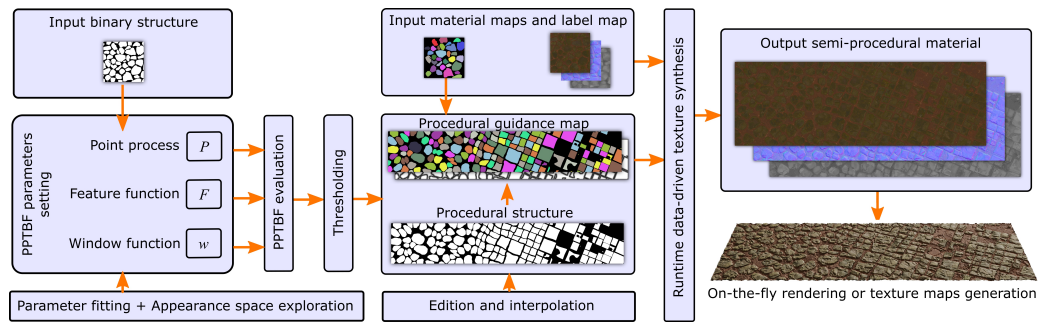 Input binary structure
PPTBF parameters
setting
Point process
P
Feature function
F
Window function
w
Parameter fitting + Appearance space exploration
PPTBF evaluation
Thresholding
Input material maps and label map
Procedural guidance map
Procedural structure
Edition and interpolation
Runtime data-driven texture synthesis
Output semi-procedural material
On-the-fly rendering or texture maps generation